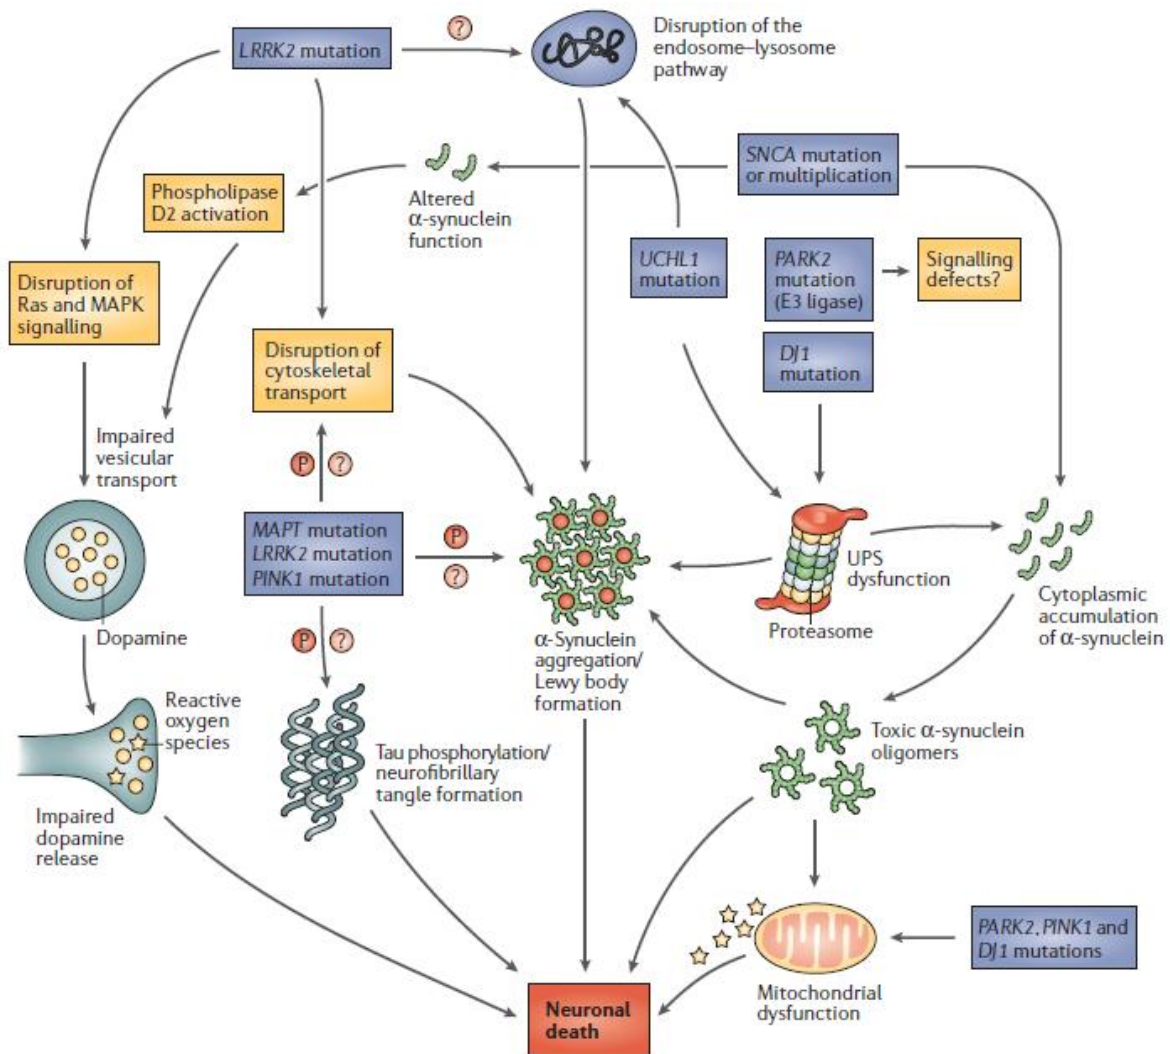 LRRK2 mutation
?
Disruption of the
endosome–lysosome
pathway
SNCA mutation
or multiplication
Phospholipase
D2 activation
Altered
α-synuclein
function
UCHL1
mutation
PARK2
mutation
(E3 ligase)
Signalling
defects?
Disruption of
Ras and MAPK
signalling
DJ1
mutation
Disruption of
cytoskeletal
transport
Impaired
vesicular
transport
P ?
MAPT mutation
LRRK2 mutation
PINK1 mutation
P
?
UPS
dysfunction
Proteasome
Cytoplasmic
accumulation
of α-synuclein
Dopamine
P ?
α-Synuclein
aggregation/
Lewy body
formation
Reactive
oxygen
species
Tau phosphorylation/
neurofibrillary
tangle formation
Toxic α-synuclein
oligomers
Impaired
dopamine
release
PARK2, PINK1 and
DJ1 mutations
Mitochondrial
dysfunction
Neuronal
death